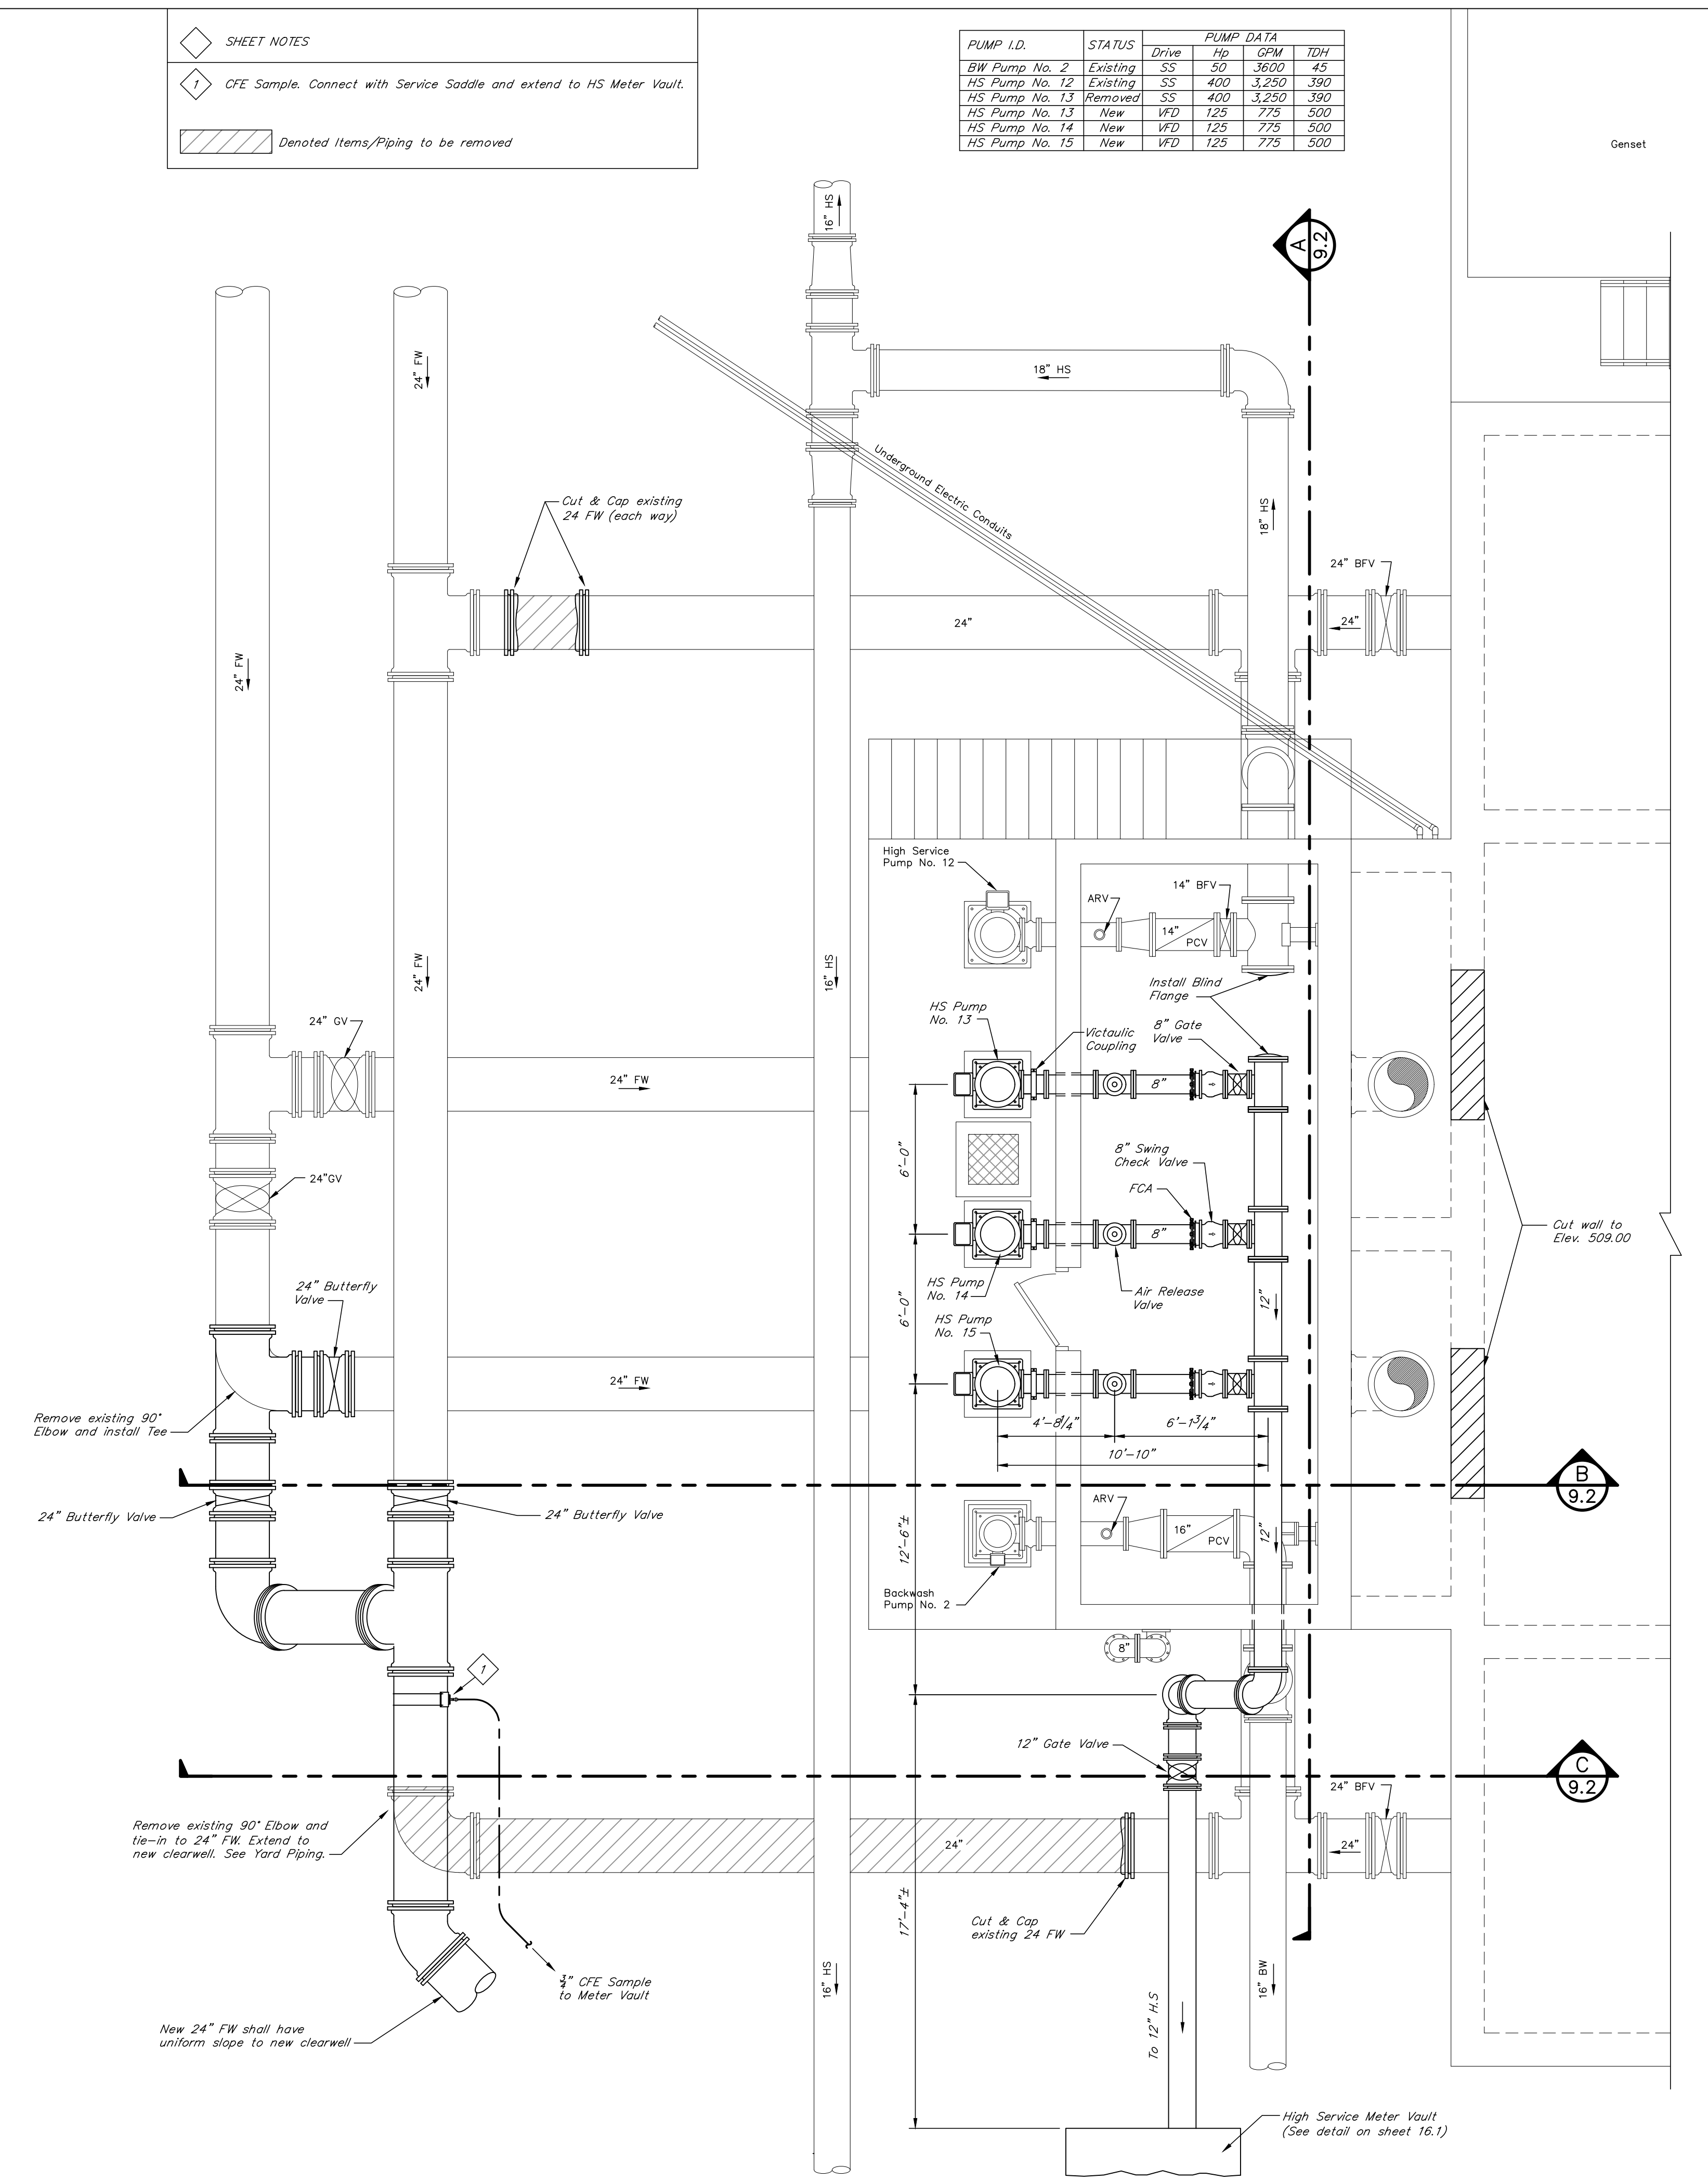 SHEET NOTES
1 CFE Sample. Connect with Service Saddle and extend to HS Meter Vault.
Denoted Items/Piping to be removed
PUMP I.D. STATUS PUMP DATA
Drive Hp GPM TDH
BW Pump No. 2 Existing SS 50 3600 45
HS Pump No. 12 Existing SS 400 3,250 390
HS Pump No. 13 Removed SS 400 3,250 390
HS Pump No. 13 New VFD 125 775 500
HS Pump No. 14 New VFD 125 775 500
HS Pump No. 15 New VFD 125 775 500
Genset
16" HS
A
9.2
24" FW
18" HS
Underground Electric Conduits
Cut & Cap existing
24 FW (each way)
18" HS
24" BFV
24"
24"
24" FW
High Service
Pump No. 12
ARV
14" BFV
14"
PCV
24" FW
16" HS
Install Blind
Flange
HS Pump
No. 13
Victaulic
Coupling
8" Gate
Valve
24" GV
24" FW
8"
6'-0"
8" Swing
Check Valve
FCA
24"GV
8"
Cut wall to
Elev. 509.00
24" Butterfly
Valve
HS Pump
No. 14
Air Release
Valve
12"
6'-0"
HS Pump
No. 15
24" FW
Remove existing 90°
Elbow and install Tee
4'-8¼"
6'-1¾"
10'-10"
B
9.2
24" Butterfly Valve
24" Butterfly Valve
ARV
12'-6"±
16"
PCV
12"
Backwash
Pump No. 2
8"
1
12" Gate Valve
C
9.2
24" BFV
Remove existing 90° Elbow and
tie-in to 24" FW. Extend to
new clearwell. See Yard Piping.
24"
24"
17'-4"±
Cut & Cap
existing 24 FW
¾" CFE Sample
to Meter Vault
16" HS
16" BW
New 24" FW shall have
uniform slope to new clearwell
To 12" H.S
High Service Meter Vault
(See detail on sheet 16.1)